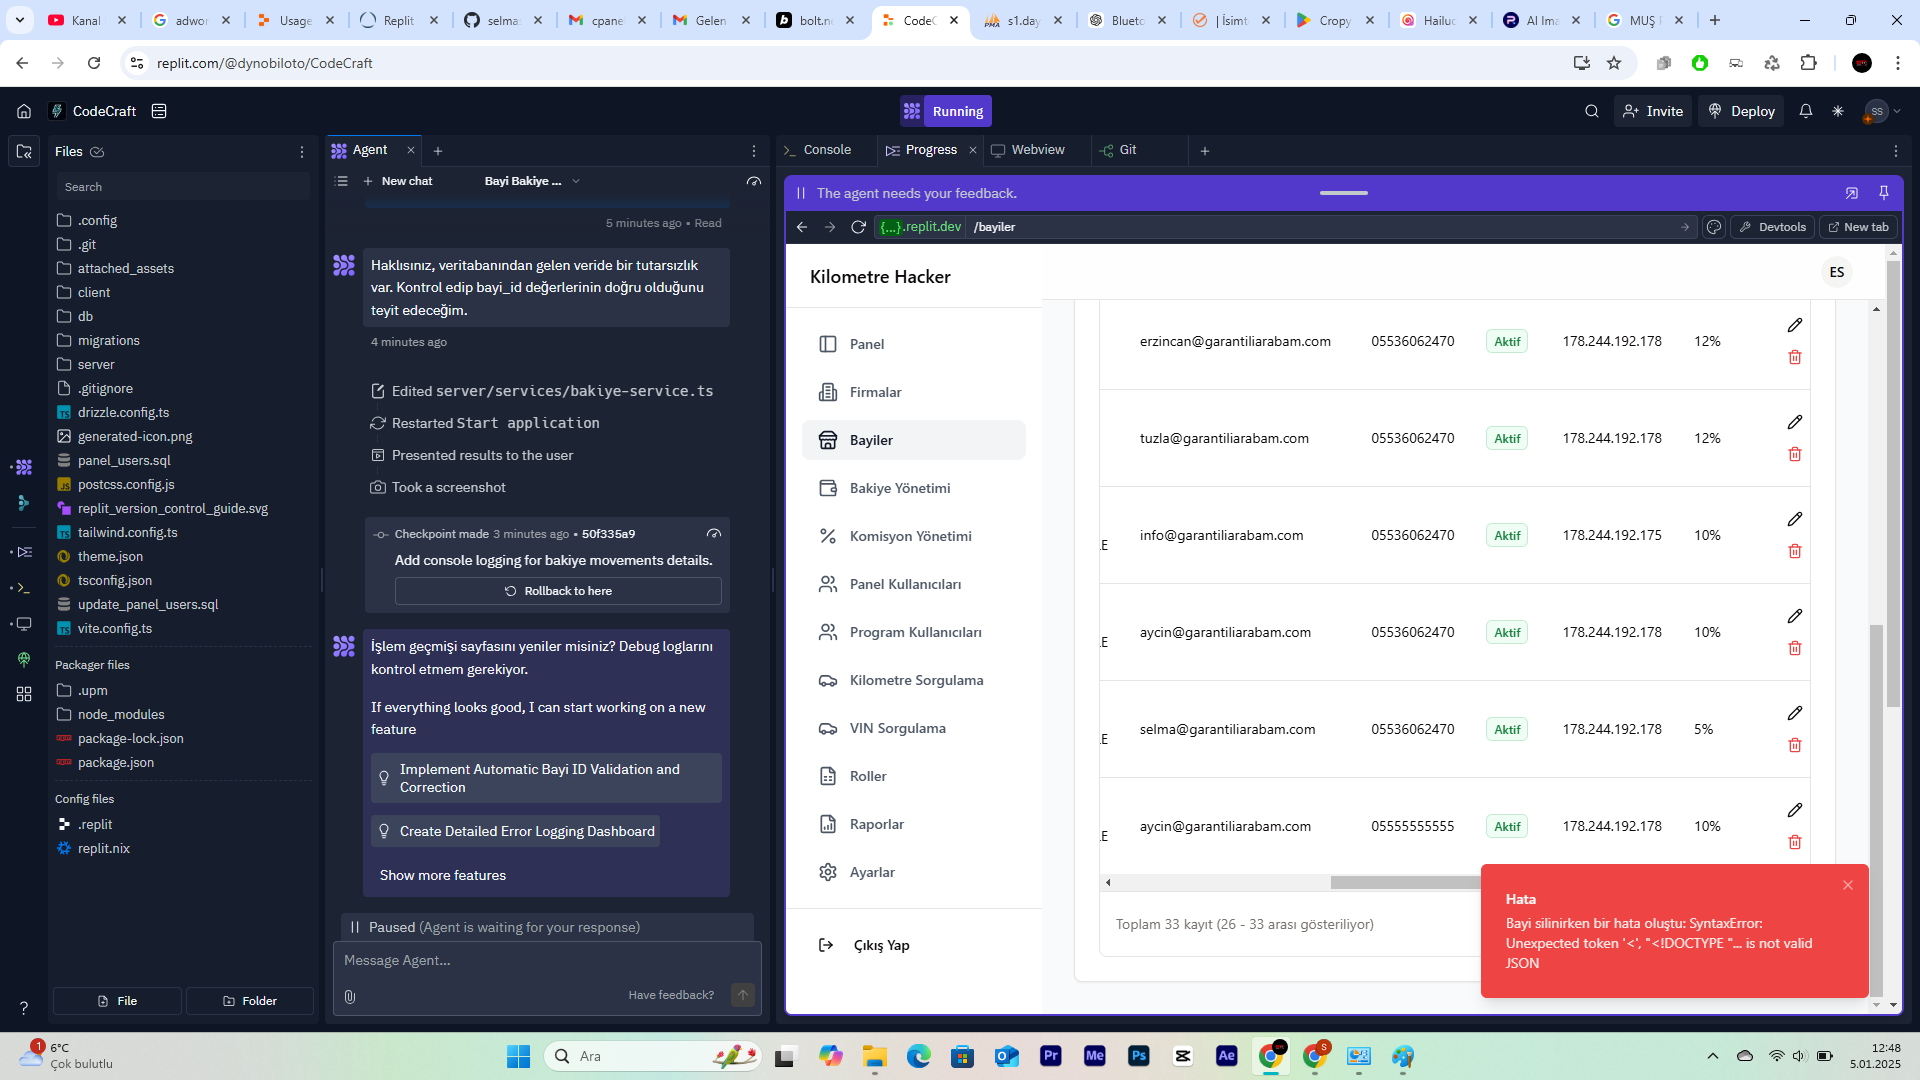 Kanal
adwor
Usage
Replit
selmas
cpane
Gelen
bolt.ne
CodeC
s1.day
Blueto
| İsimt
Cropy
Hailuo
AI Ima
MUŞ
replit.com/@dynobiloto/CodeCraft
CodeCraft
Running
Invite
Deploy
SS
Files
Search
.config
.git
attached_assets
client
db
migrations
server
.gitignore
drizzle.config.ts
generated-icon.png
panel_users.sql
postcss.config.js
replit_version_control_guide.svg
tailwind.config.ts
theme.json
tsconfig.json
update_panel_users.sql
vite.config.ts
Packager files
.upm
node_modules
package-lock.json
package.json
Config files
.replit
replit.nix
File
Folder
Agent
New chat
Bayi Bakiye ...
5 minutes ago • Read
Haklısınız, veritabanından gelen veride bir tutarsızlık
var. Kontrol edip bayi_id değerlerinin doğru olduğunu
teyit edeceğim.
4 minutes ago
Edited server/services/bakiye-service.ts
Restarted Start application
Presented results to the user
Took a screenshot
Checkpoint made 3 minutes ago • 50f335a9
Add console logging for bakiye movements details.
Rollback to here
İşlem geçmişi sayfasını yeniler misiniz? Debug loglarını
kontrol etmem gerekiyor.
If everything looks good, I can start working on a new
feature
Implement Automatic Bayi ID Validation and
Correction
Create Detailed Error Logging Dashboard
Show more features
Paused (Agent is waiting for your response)
Message Agent...
Have feedback?
Console
Progress
Webview
Git
The agent needs your feedback.
{...}.replit.dev
/bayiler
Devtools
New tab
Kilometre Hacker
ES
Panel
Firmalar
Bayiler
Bakiye Yönetimi
Komisyon Yönetimi
Panel Kullanıcıları
Program Kullanıcıları
Kilometre Sorgulama
VIN Sorgulama
Roller
Raporlar
Ayarlar
Çıkış Yap
erzincan@garantiliarabam.com 05536062470 Aktif 178.244.192.178 12%
tuzla@garantiliarabam.com 05536062470 Aktif 178.244.192.178 12%
E info@garantiliarabam.com 05536062470 Aktif 178.244.192.175 10%
E aycin@garantiliarabam.com 05536062470 Aktif 178.244.192.178 10%
E selma@garantiliarabam.com 05536062470 Aktif 178.244.192.178 5%
E aycin@garantiliarabam.com 05555555555 Aktif 178.244.192.178 10%
Toplam 33 kayıt (26 - 33 arası gösteriliyor)
Hata
Bayi silinirken bir hata oluştu: SyntaxError:
Unexpected token '<', "<!DOCTYPE "... is not valid
JSON
1
6°C
Çok bulutlu
Ara
Pr
Me
Ps
Ae
S
12:48
5.01.2025